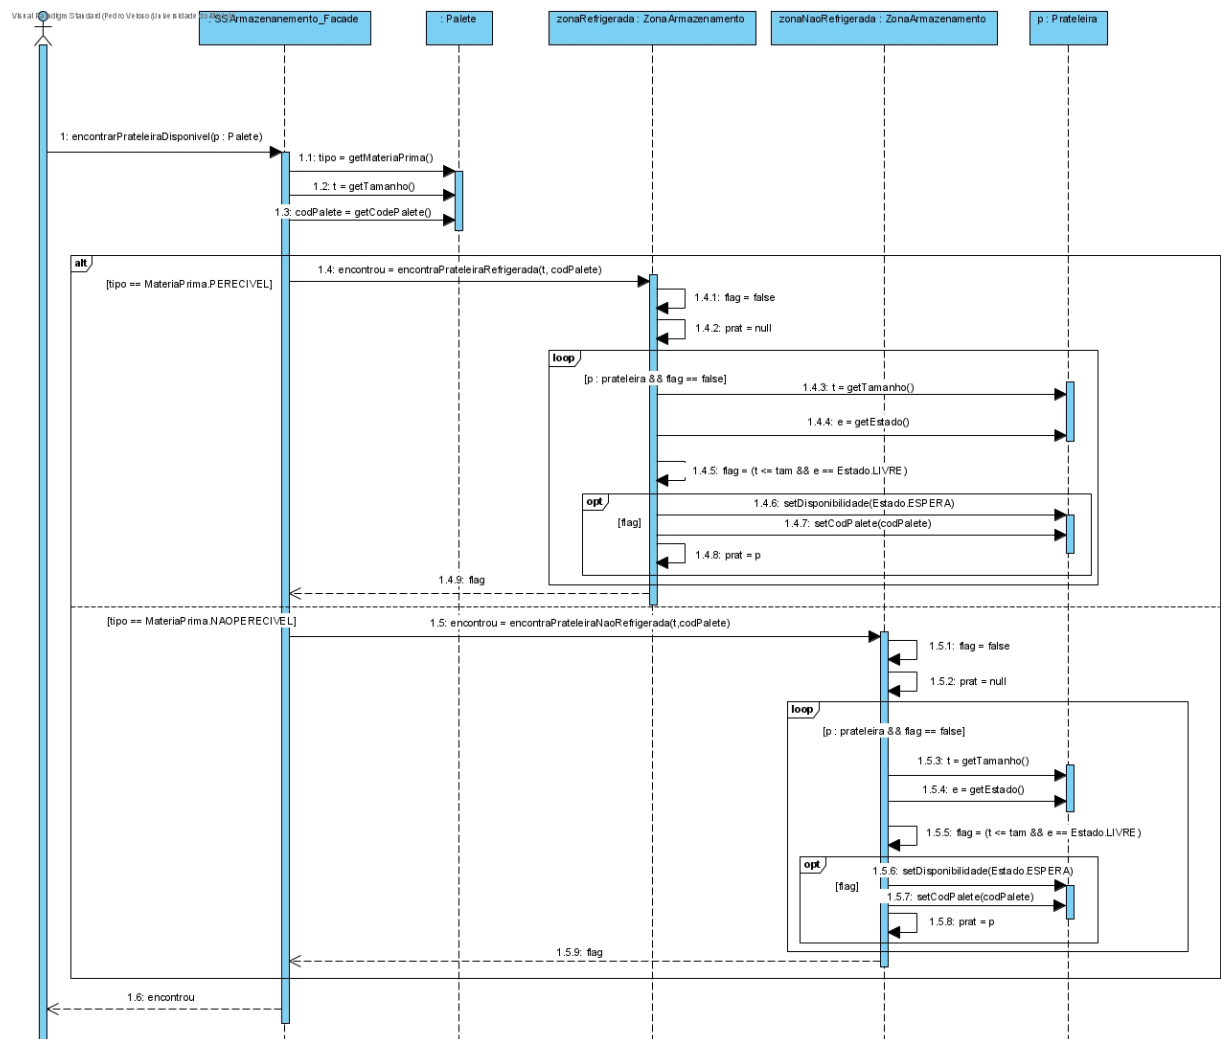 Visual Paradigm Standard (Pedro Veloso (Universidade do
SSArmazenanemento_Facade
: Palete
zonaRefrigerada : ZonaArmazenamento
zonaNaoRefrigerada : ZonaArmazenamento
p : Prateleira
1: encontrarPrateleiraDisponivel(p : Palete)
1.1: tipo = getMateriaPrima()
1.2: t = getTamanho()
1.3: codPalete = getCodePalete()
alt
[tipo == MateriaPrima.PERECIVEL]
1.4: encontrou = encontraPrateleiraRefrigerada(t, codPalete)
1.4.1: flag = false
1.4.2: prat = null
loop
[p : prateleira && flag == false]
1.4.3: t = getTamanho()
1.4.4: e = getEstado()
1.4.5: flag = (t <= tam && e == Estado.LIVRE)
opt
[flag]
1.4.6: setDisponibilidade(Estado.ESPERA)
1.4.7: setCodPalete(codPalete)
1.4.8: prat = p
1.4.9: flag
[tipo == MateriaPrima.NAOPERECIVEL]
1.5: encontrou = encontraPrateleiraNaoRefrigerada(t,codPalete)
1.5.1: flag = false
1.5.2: prat = null
loop
[p : prateleira && flag == false]
1.5.3: t = getTamanho()
1.5.4: e = getEstado()
1.5.5: flag = (t <= tam && e == Estado.LIVRE)
opt
[flag]
1.5.6: setDisponibilidade(Estado.ESPERA)
1.5.7: setCodPalete(codPalete)
1.5.8: prat = p
1.5.9: flag
1.6: encontrou